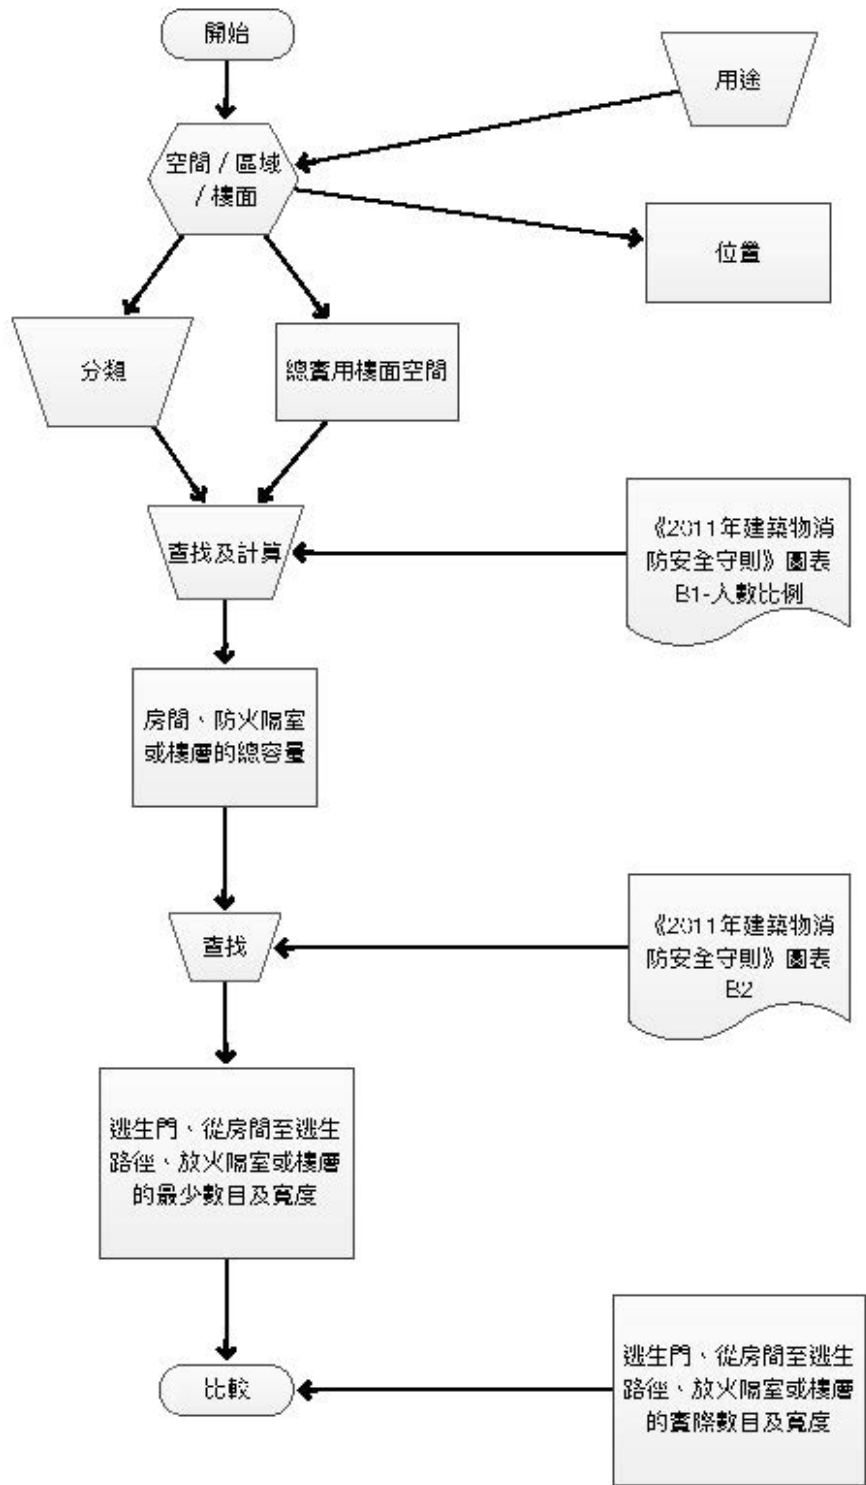 開始
用途
空間 / 區域
/ 樓面
位置
分類
總實用樓面空間
查找及計算
《2011年建築物消
防安全守則》圖表
B1-人數比例
房間、防火隔室
或樓層的總容量
查找
《2011年建築物消
防安全守則》圖表
B2
逃生門、從房間至逃生
路徑、放火隔室或樓層
的最少數目及寬度
比較
逃生門、從房間至逃生
路徑、放火隔室或樓層
的實際數目及寬度